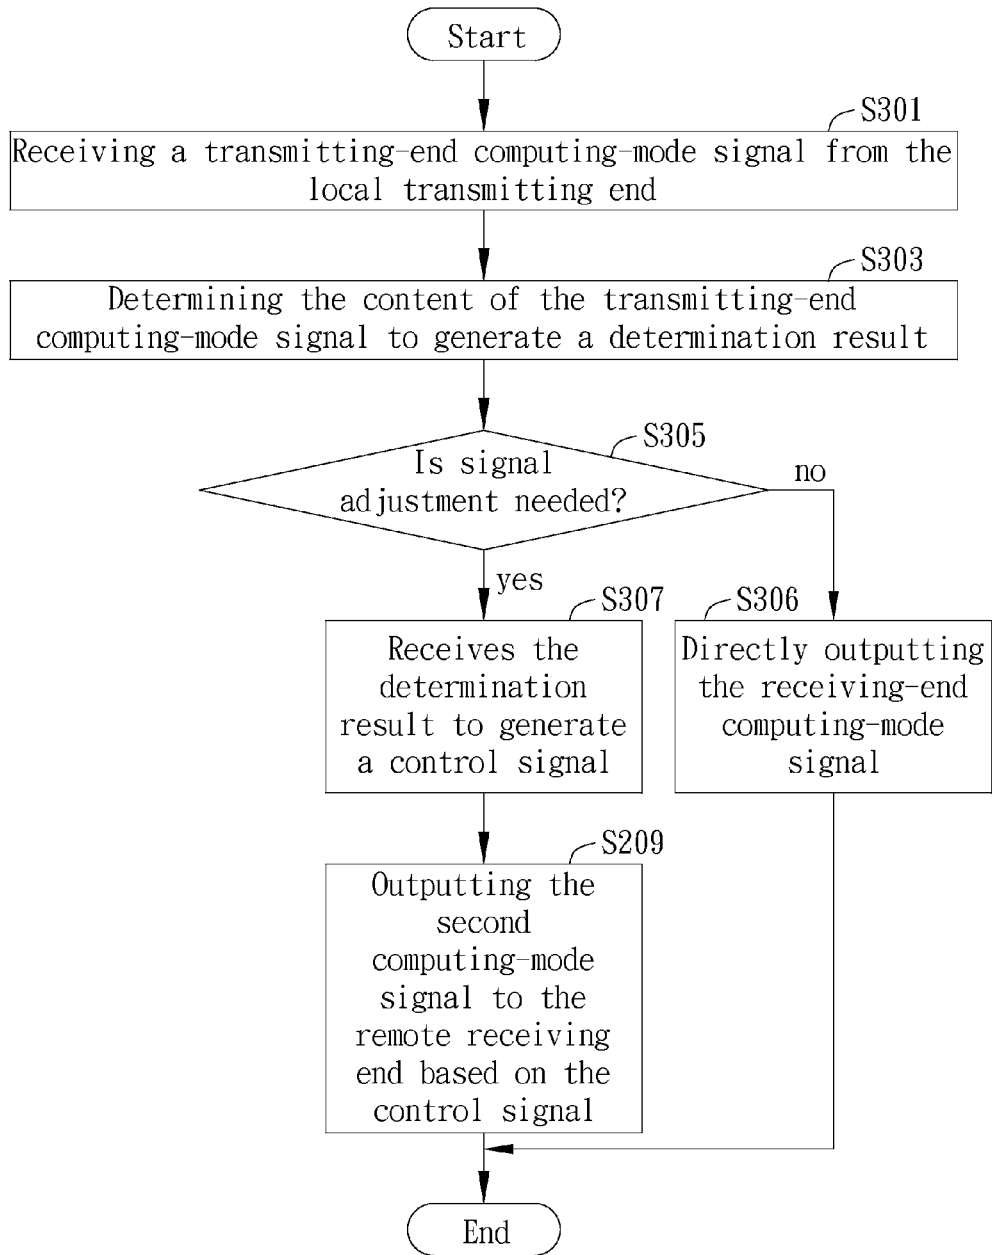 Start
S301
Receiving a transmitting-end computing-mode signal from the
local transmitting end
S303
Determining the content of the transmitting-end
computing-mode signal to generate a determination result
S305
Is signal
adjustment needed?
no
yes
S307
Receives the
determination
result to generate
a control signal
S306
Directly outputting
the receiving-end
computing-mode
signal
S209
Outputting the
second
computing-mode
signal to the
remote receiving
end based on the
control signal
End